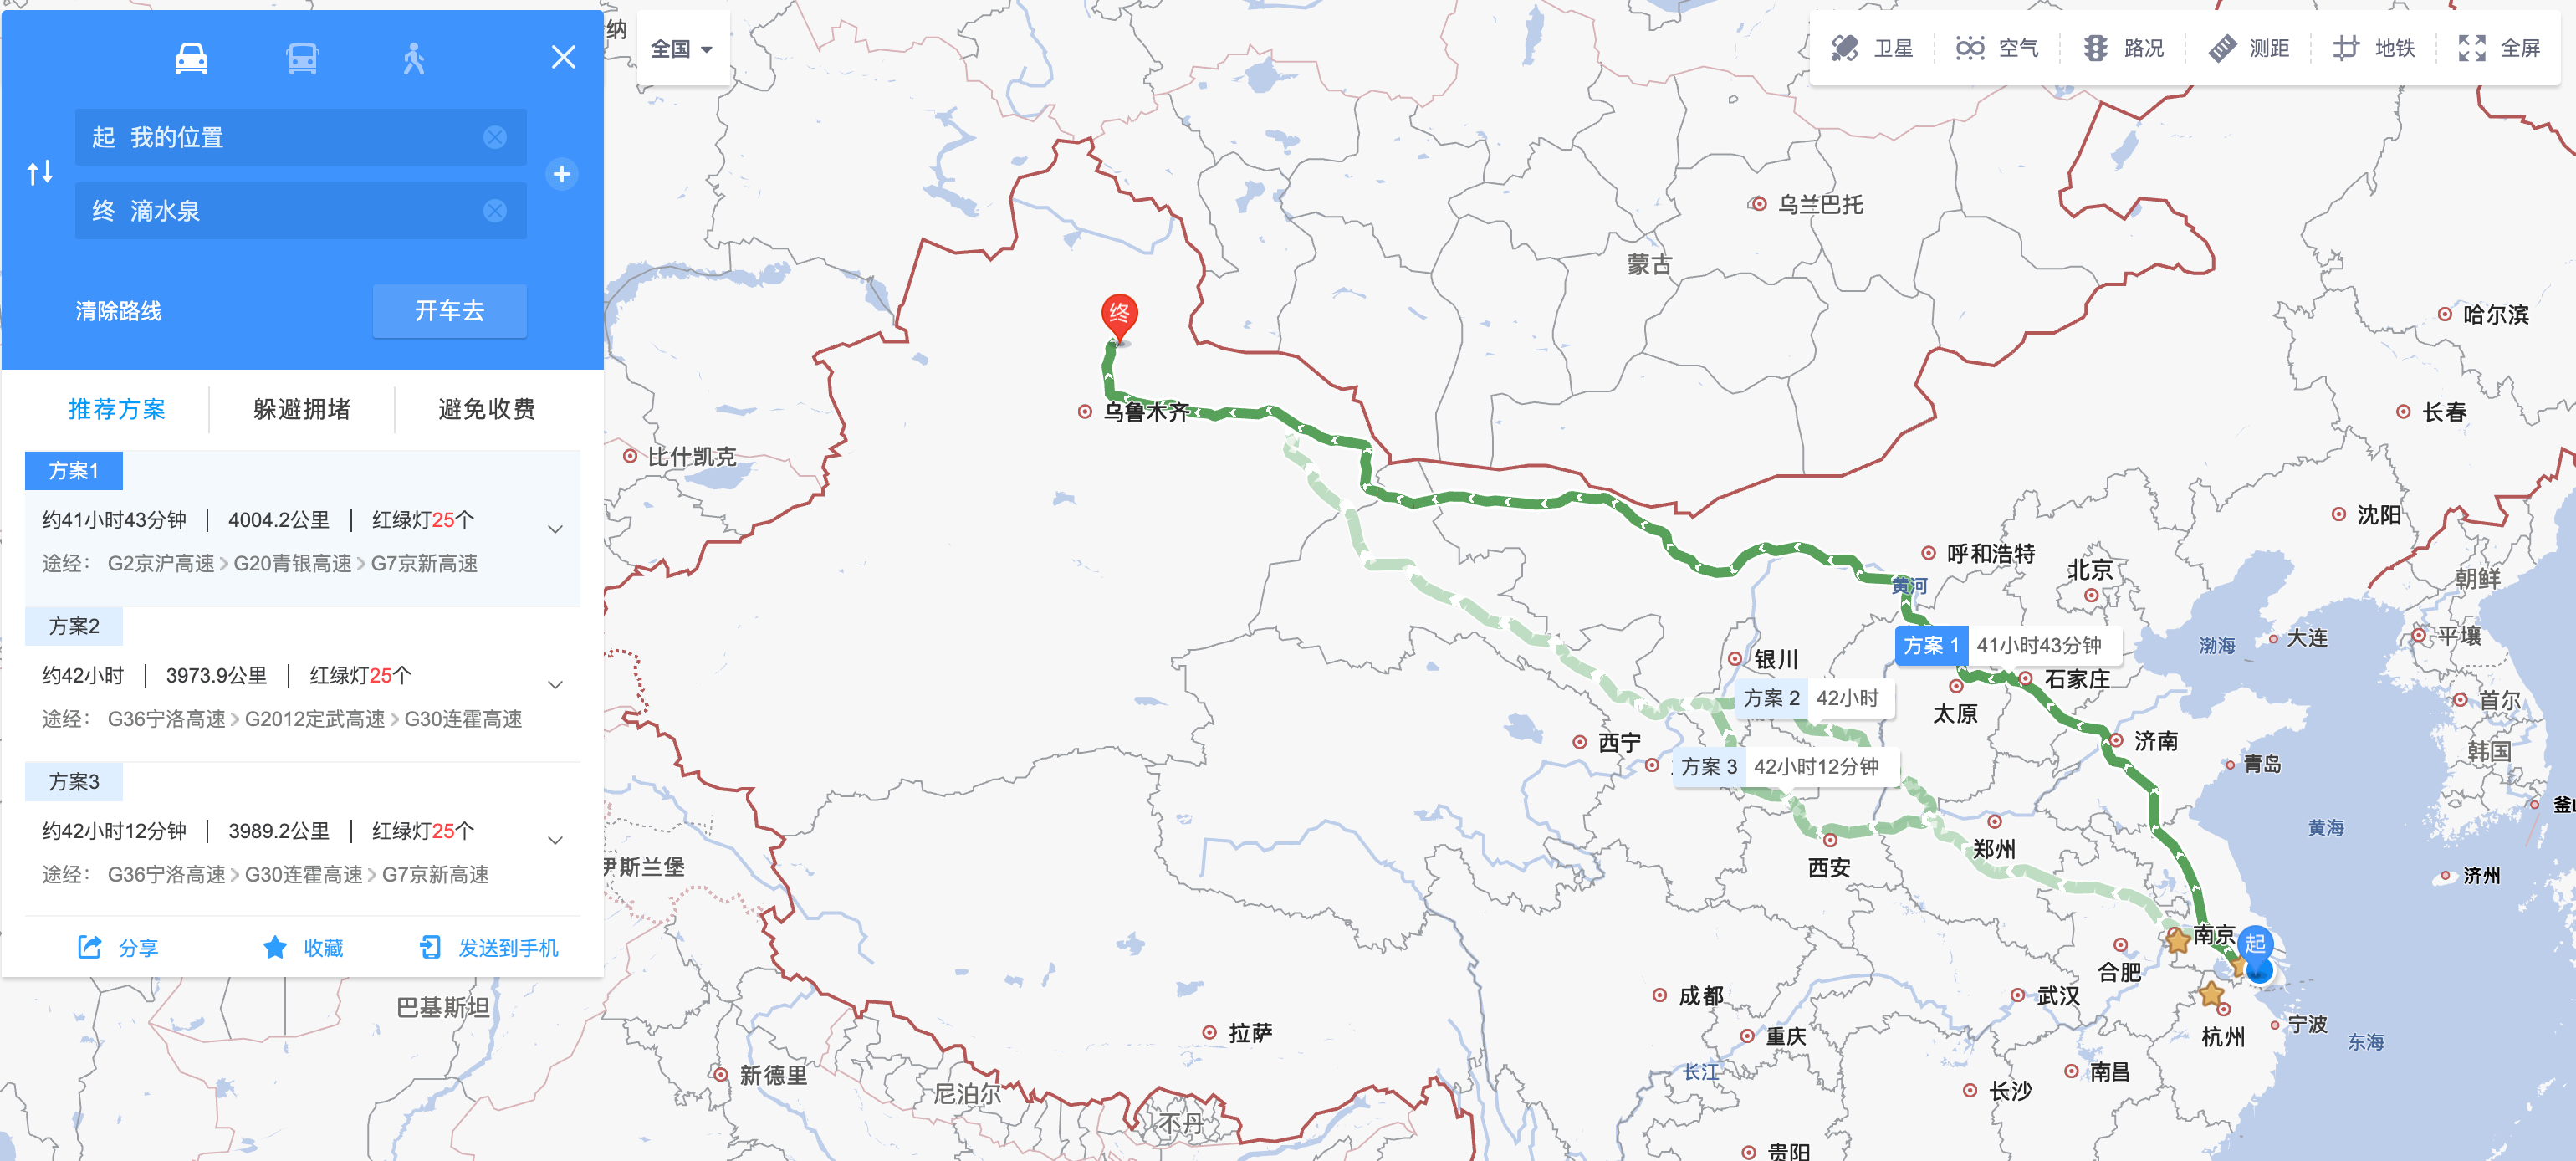 起 我的位置
终 滴水泉
清除路线
开车去
推荐方案
躲避拥堵
避免收费
方案1
约41小时43分钟 | 4004.2公里 | 红绿灯25个
途经： G2京沪高速 > G20青银高速 > G7京新高速
方案2
约42小时 | 3973.9公里 | 红绿灯25个
途经： G36宁洛高速 > G2012定武高速 > G30连霍高速
方案3
约42小时12分钟 | 3989.2公里 | 红绿灯25个
途经： G36宁洛高速 > G30连霍高速 > G7京新高速
分享
收藏
发送到手机
纳
全国
卫星
空气
路况
测距
地铁
全屏
乌兰巴托
蒙古
哈尔滨
终
乌鲁木齐
长春
比什凯克
沈阳
呼和浩特
北京
黄河
朝鲜
平壤
渤海
大连
方案 1 41小时43分钟
银川
石家庄
方案 2 42小时
首尔
太原
西宁
济南
韩国
青岛
方案 3 42小时12分钟
黄海
郑州
伊斯兰堡
西安
济州
南京
起
合肥
成都
武汉
巴基斯坦
拉萨
重庆
杭州
宁波
东海
新德里
长江
南昌
尼泊尔
长沙
不丹
贵阳